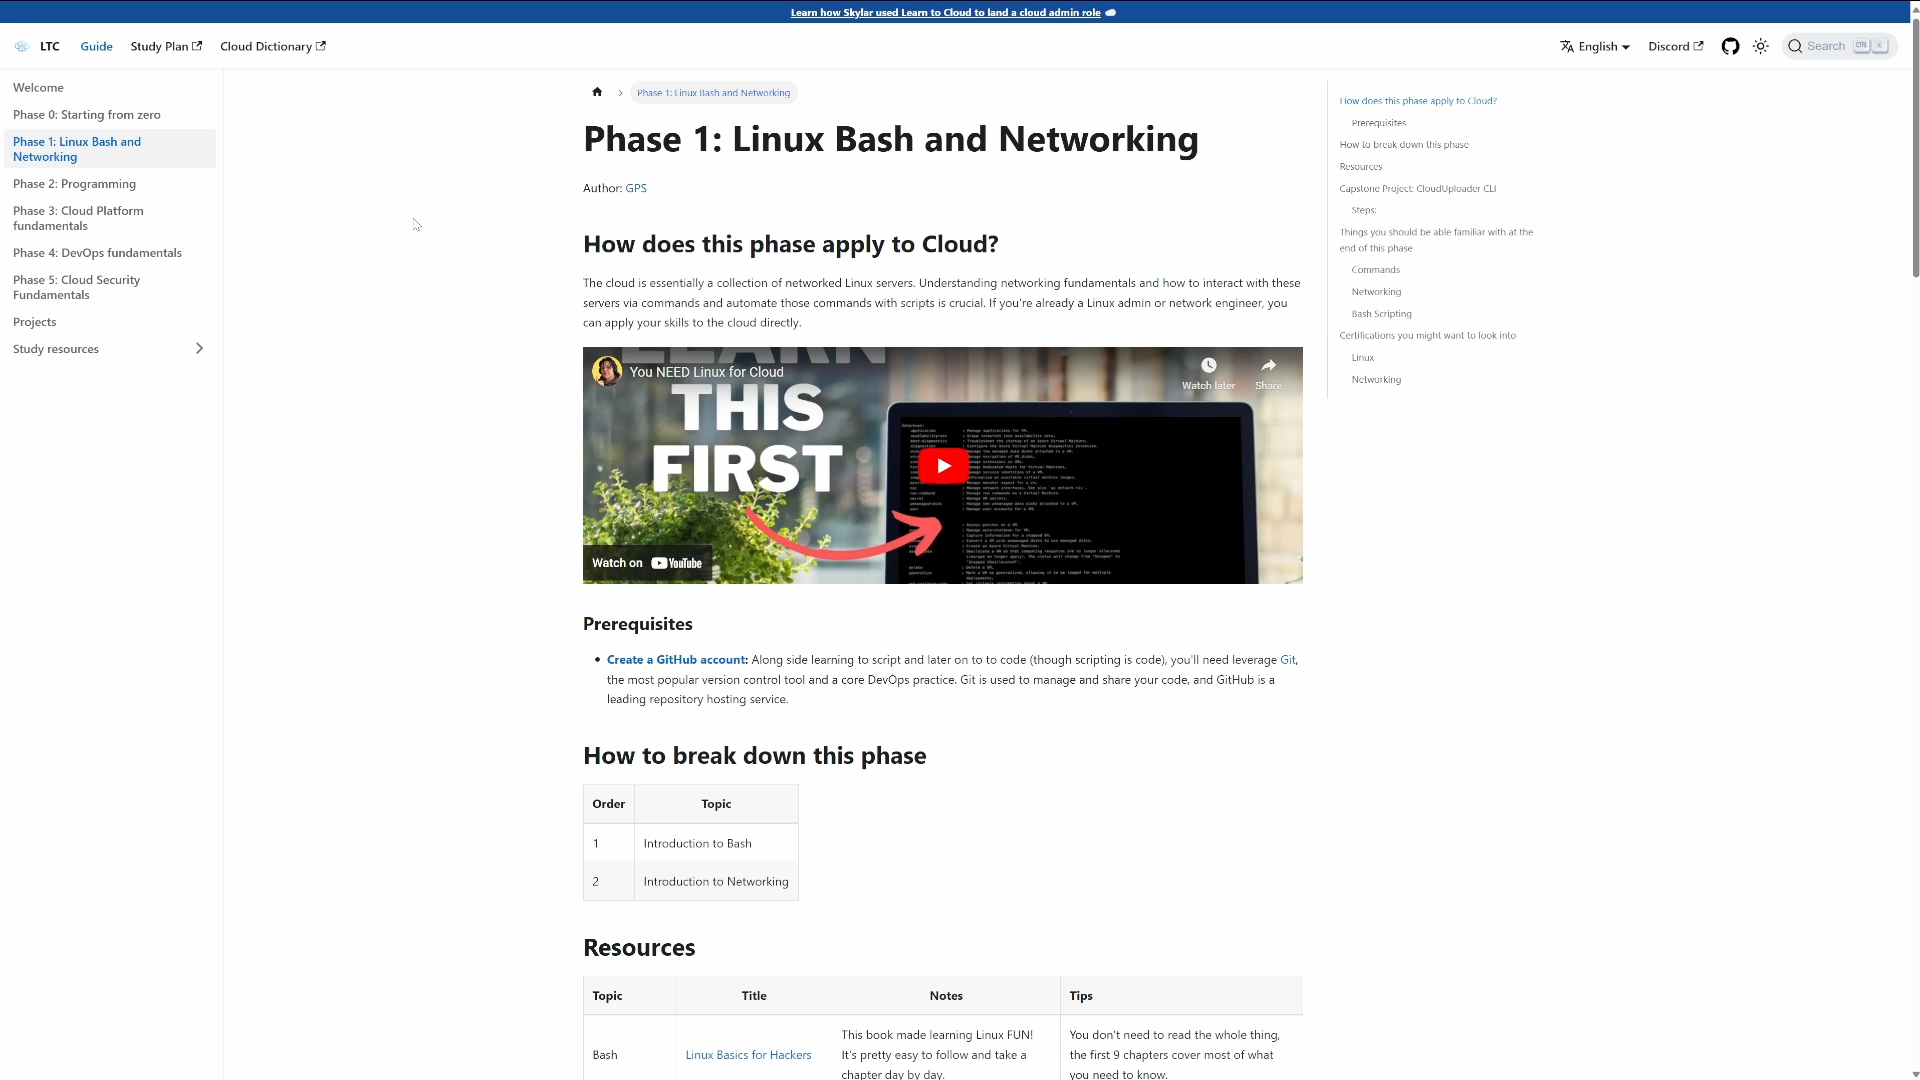 Learn how Skylar used Learn to Cloud to land a cloud admin role
LTC
Guide
Study Plan
Cloud Dictionary
English
Discord
Search
CTRL
K
Welcome
Phase 0: Starting from zero
Phase 1: Linux Bash and
Networking
Phase 2: Programming
Phase 3: Cloud Platform
fundamentals
Phase 4: DevOps fundamentals
Phase 5: Cloud Security
Fundamentals
Projects
Study resources
Phase 1: Linux Bash and Networking
Phase 1: Linux Bash and Networking
Author: GPS
How does this phase apply to Cloud?
The cloud is essentially a collection of networked Linux servers. Understanding networking fundamentals and how to interact with these
servers via commands and automate those commands with scripts is crucial. If you're already a Linux admin or network engineer, you
can apply your skills to the cloud directly.
LEARN
You NEED Linux for Cloud
Watch later
Share
THIS
FIRST
Watch on YouTube
Prerequisites
Create a GitHub account: Along side learning to script and later on to to code (though scripting is code), you'll need leverage Git,
the most popular version control tool and a core DevOps practice. Git is used to manage and share your code, and GitHub is a
leading repository hosting service.
How to break down this phase
Order Topic
1 Introduction to Bash
2 Introduction to Networking
Resources
Topic Title Notes Tips
Bash
Linux Basics for Hackers
This book made learning Linux FUN!
It's pretty easy to follow and take a
chapter day by day.
You don't need to read the whole thing,
the first 9 chapters cover most of what
you need to know.
How does this phase apply to Cloud?
Prerequisites
How to break down this phase
Resources
Capstone Project: CloudUploader CLI
Steps:
Things you should be able familiar with at the
end of this phase
Commands
Networking
Bash Scripting
Certifications you might want to look into
Linux
Networking